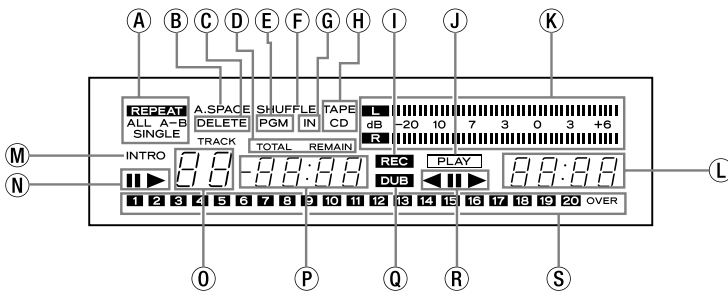 A B C D E F G H I J K
REPEAT A.SPACE SHUFFLE TAPE L
ALL A-B DELETE PGM IN CD dB -20 10 7 3 0 3 +6
SINGLE R
TRACK TOTAL REMAIN
M INTRO REC PLAY
N 88 -88:88 DUB 88:88 L
1 2 3 4 5 6 7 8 9 10 11 12 13 14 15 16 17 18 19 20 OVER
O P Q R S